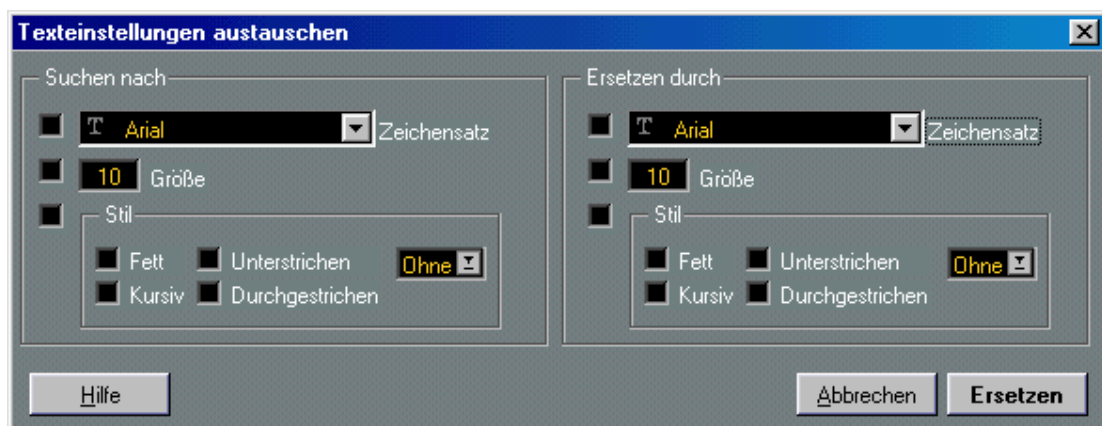 Texteinstellungen austauschen
Suchen nach
Arial Zeichensatz
10 Größe
Stil
Fett Unterstrichen Ohne
Kursiv Durchgestrichen
Ersetzen durch
Arial Zeichensatz
10 Größe
Stil
Fett Unterstrichen Ohne
Kursiv Durchgestrichen
Hilfe Abbrechen Ersetzen